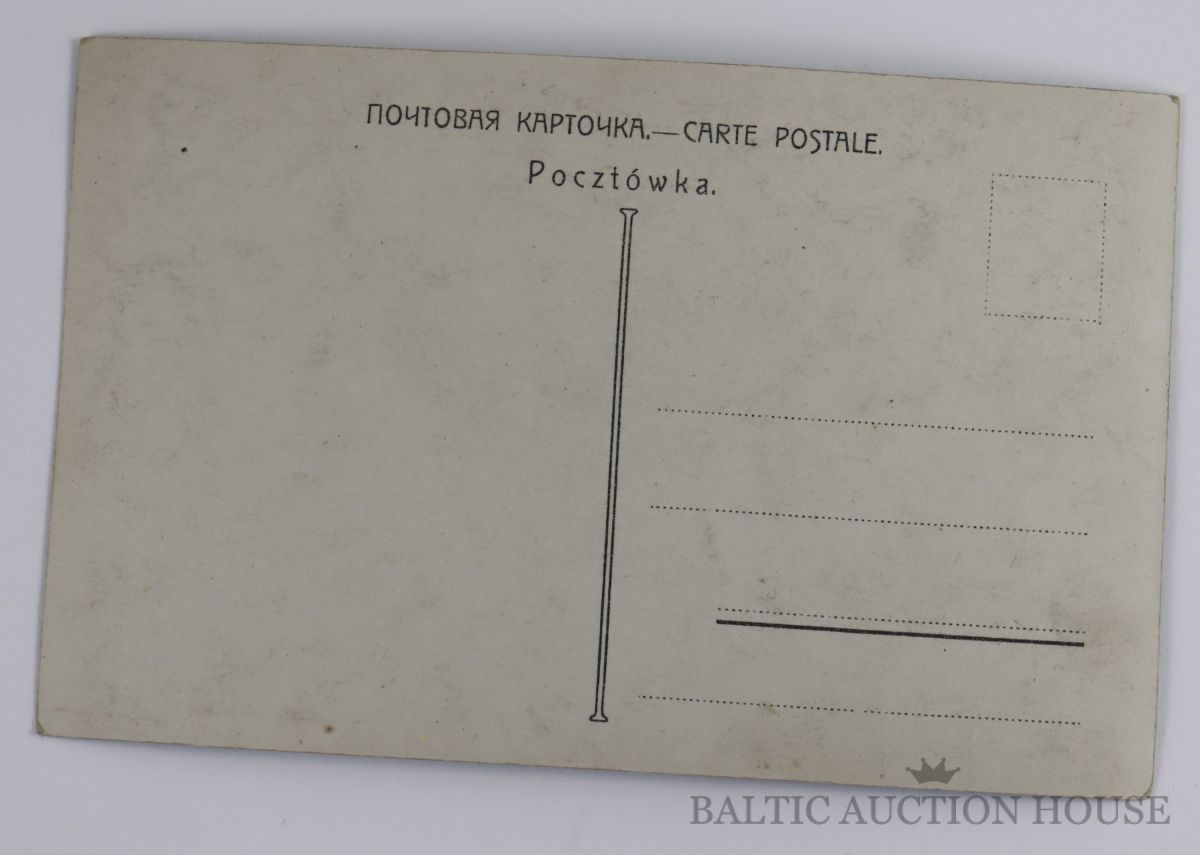 ПОЧТОВАЯ КАРТОЧКА.—CARTE POSTALE.
Pocztówka.
BALTIC AUCTION HOUSE